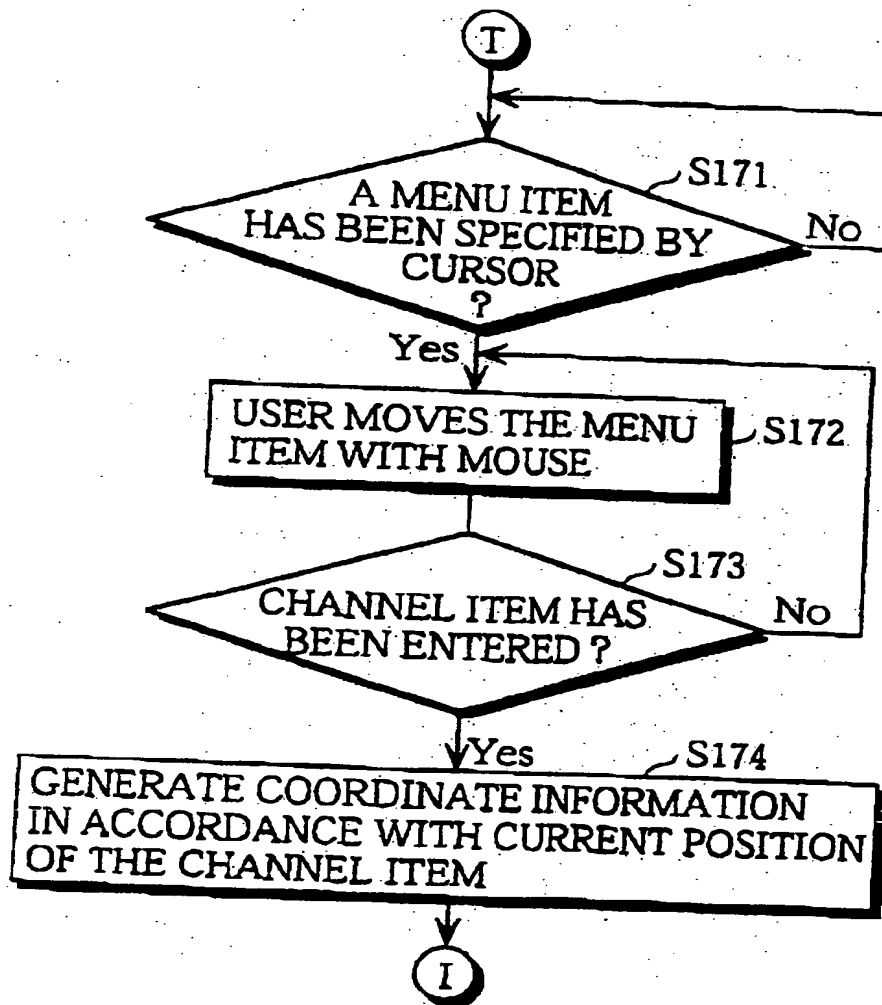 T
S171
A MENU ITEM
HAS BEEN SPECIFIED BY
CURSOR
?
No
Yes
USER MOVES THE MENU
ITEM WITH MOUSE
S172
S173
CHANNEL ITEM HAS
BEEN ENTERED ?
No
Yes
S174
GENERATE COORDINATE INFORMATION
IN ACCORDANCE WITH CURRENT POSITION
OF THE CHANNEL ITEM
I